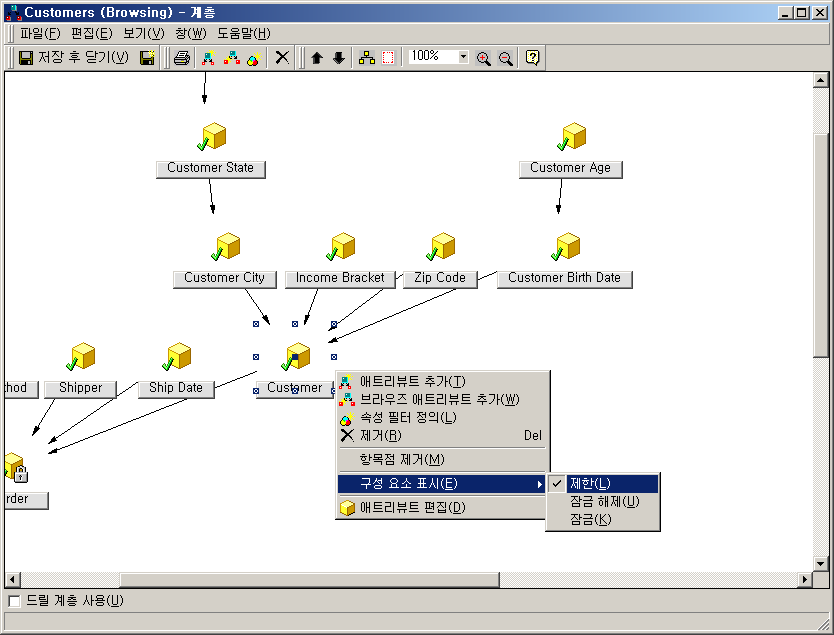 Customers (Browsing) - 계층
파일(F) 편집(E) 보기(V) 창(W) 도움말(H)
저장 후 닫기(V) 100%
Customer State
Customer Age
Customer City
Income Bracket
Zip Code
Customer Birth Date
thod
Shipper
Ship Date
Customer
rder
애트리뷰트 추가(T)
브라우즈 애트리뷰트 추가(W)
속성 필터 정의(L)
제거(R) Del
항목점 제거(M)
구성 요소 표시(E)
애트리뷰트 편집(D)
제한(L)
잠금 해제(U)
잠금(K)
드릴 계층 사용(U)